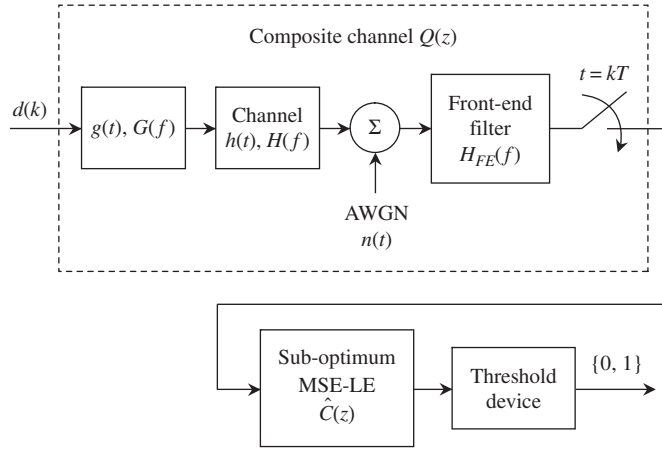 Composite channel Q(z)
t = kT
d(k)
g(t), G(f)
Channel
h(t), H(f)
Σ
Front-end
filter
H_FE(f)
AWGN
n(t)
Sub-optimum
MSE-LE
Ĉ(z)
Threshold
device
{0, 1}